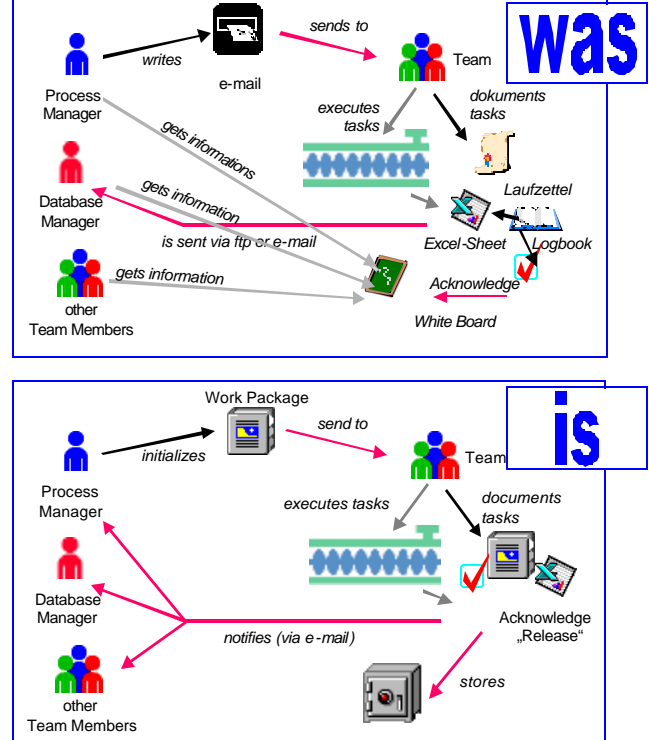 was
sends to
writes
Team
e-mail
Process
Manager
executes
tasks
dokuments
tasks
gets informations
Laufzettel
gets information
Database
Manager
is sent via ftp or e-mail
Excel-Sheet
Logbook
gets information
Acknowledge
other
Team Members
White Board
is
Work Package
send to
initializes
Team
Process
Manager
executes tasks
documents
tasks
Database
Manager
Acknowledge
„Release“
notifies (via e-mail)
stores
other
Team Members